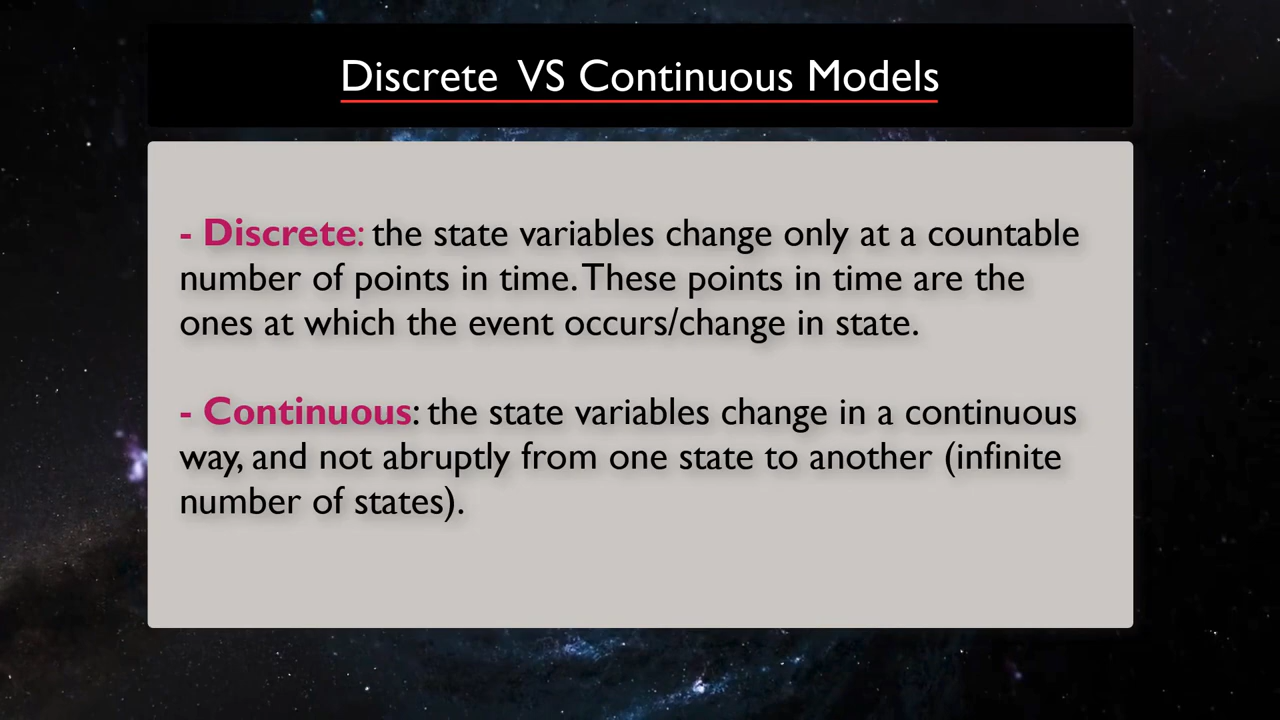 Discrete VS Continuous Models
- Discrete: the state variables change only at a countable
number of points in time. These points in time are the
ones at which the event occurs/change in state.
- Continuous: the state variables change in a continuous
way, and not abruptly from one state to another (infinite
number of states).